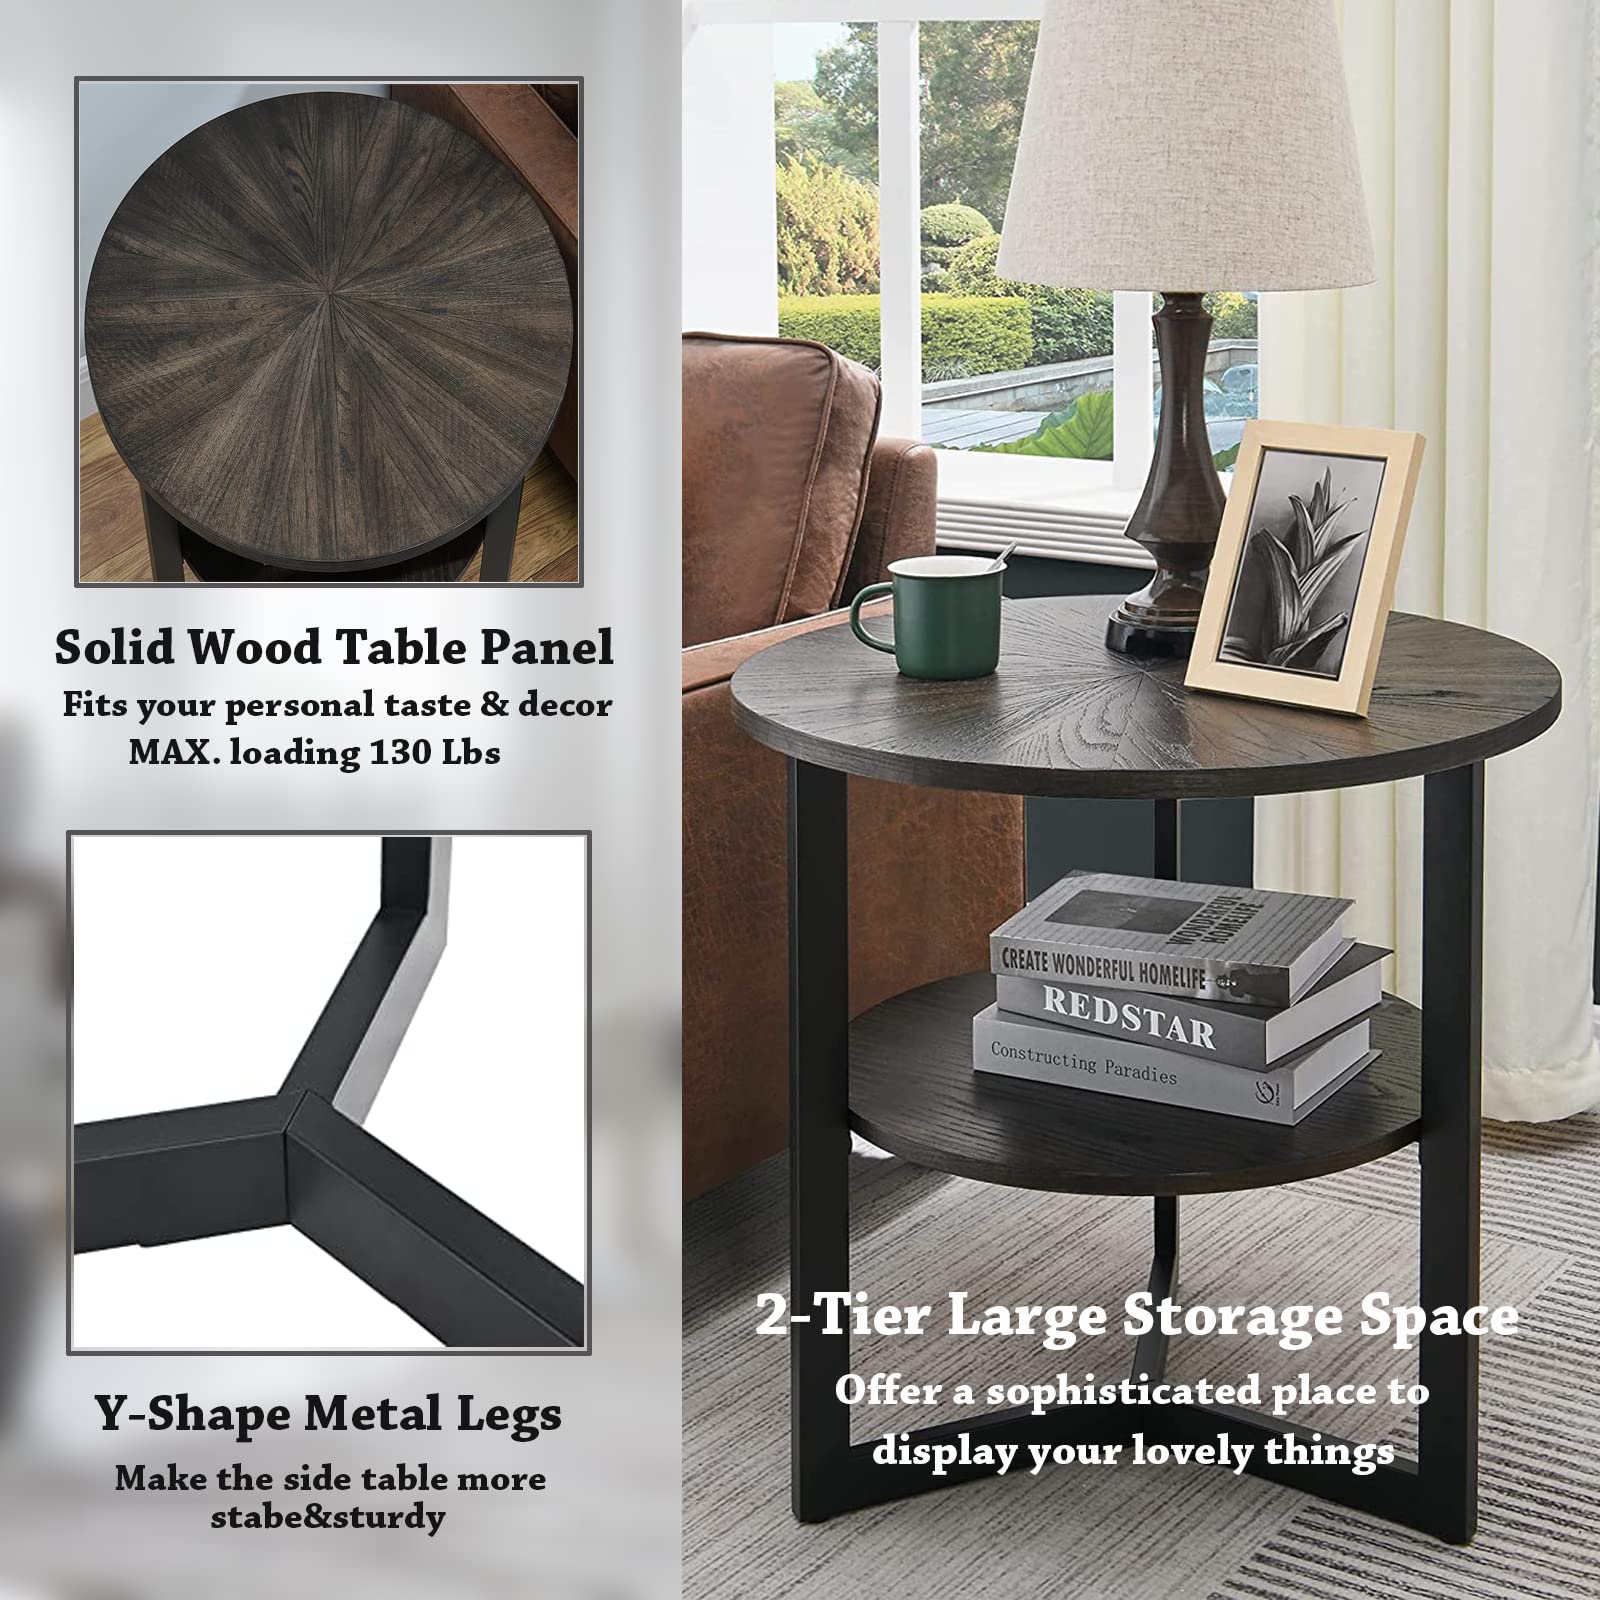 Solid Wood Table Panel
Fits your personal taste & decor
MAX. loading 130 Lbs
Y-Shape Metal Legs
Make the side table more
stabe&sturdy
WONDERFUL
HOMELIFE
CREATE WONDERFUL HOMELIFE
REDSTAR
Constructing Paradies
2-Tier Large Storage Space
Offer a sophisticated place to
display your lovely things